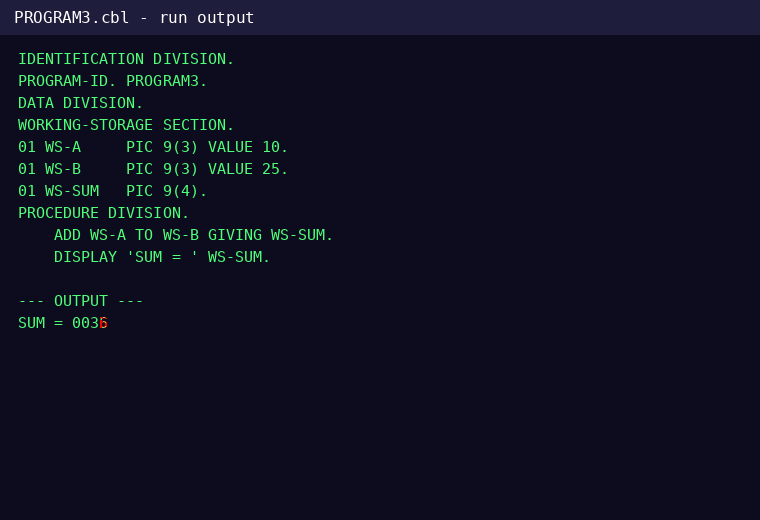 PROGRAM3.cbl - run output
IDENTIFICATION DIVISION.
PROGRAM-ID. PROGRAM3.
DATA DIVISION.
WORKING-STORAGE SECTION.
01 WS-A     PIC 9(3) VALUE 10.
01 WS-B     PIC 9(3) VALUE 25.
01 WS-SUM   PIC 9(4).
PROCEDURE DIVISION.
    ADD WS-A TO WS-B GIVING WS-SUM.
    DISPLAY 'SUM = ' WS-SUM.
--- OUTPUT ---
SUM =